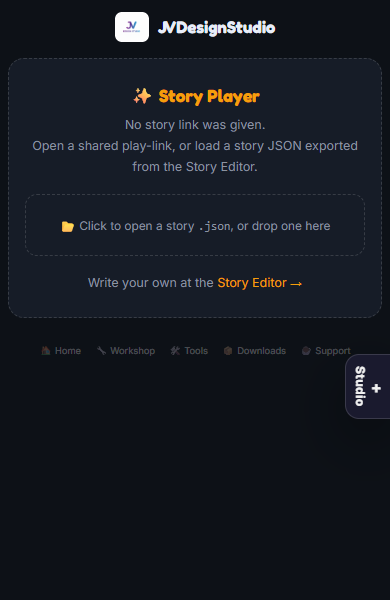 JV
JVDesignStudio
✨ Story Player
No story link was given.
Open a shared play-link, or load a story JSON exported
from the Story Editor.
📂 Click to open a story .json, or drop one here
Write your own at the Story Editor →
Home Workshop Tools Downloads Support
+
Studio